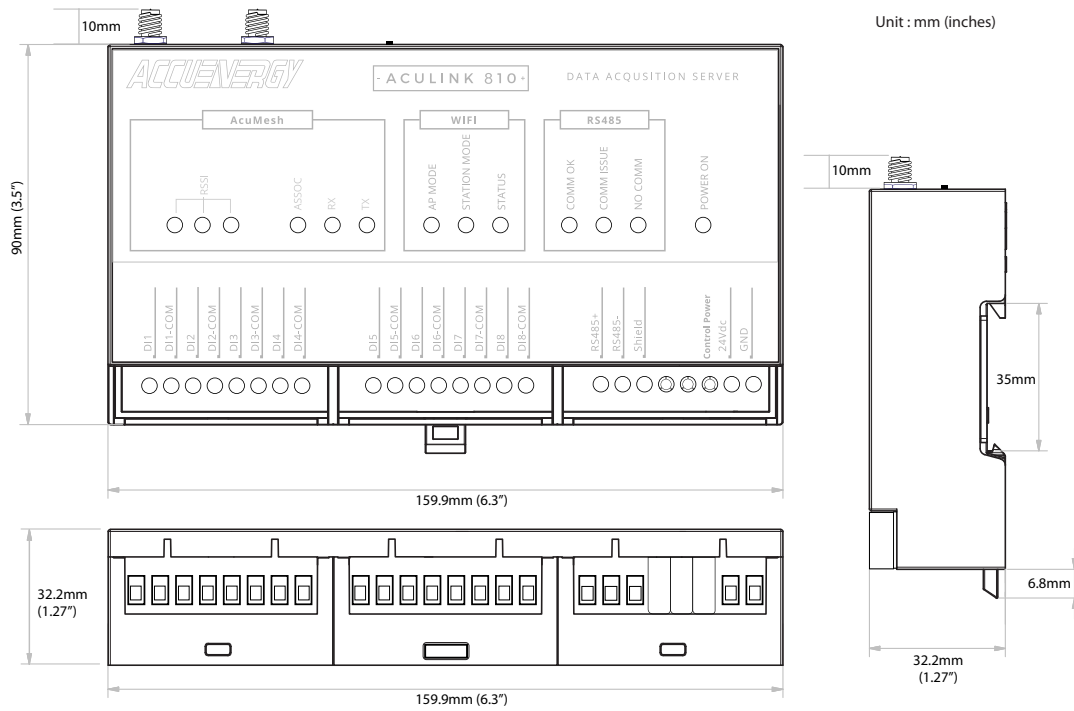 10mm
Unit : mm (inches)
ACCUENERGY
- ACULINK 810 -
DATA ACQUSITION SERVER
AcuMesh
WIFI
RS485
RSSI
ASSOC
RX
TX
AP MODE
STATION MODE
STATUS
COMM OK
COMM ISSUE
NO COMM
POWER ON
90mm (3.5”)
DI1
DI1-COM
DI2
DI2-COM
DI3
DI3-COM
DI4
DI4-COM
DI5
DI5-COM
DI6
DI6-COM
DI7
DI7-COM
DI8
DI8-COM
RS485+
RS485-
Shield
Control Power
24Vdc
GND
159.9mm (6.3”)
10mm
35mm
6.8mm
32.2mm
(1.27”)
32.2mm
(1.27”)
159.9mm (6.3”)